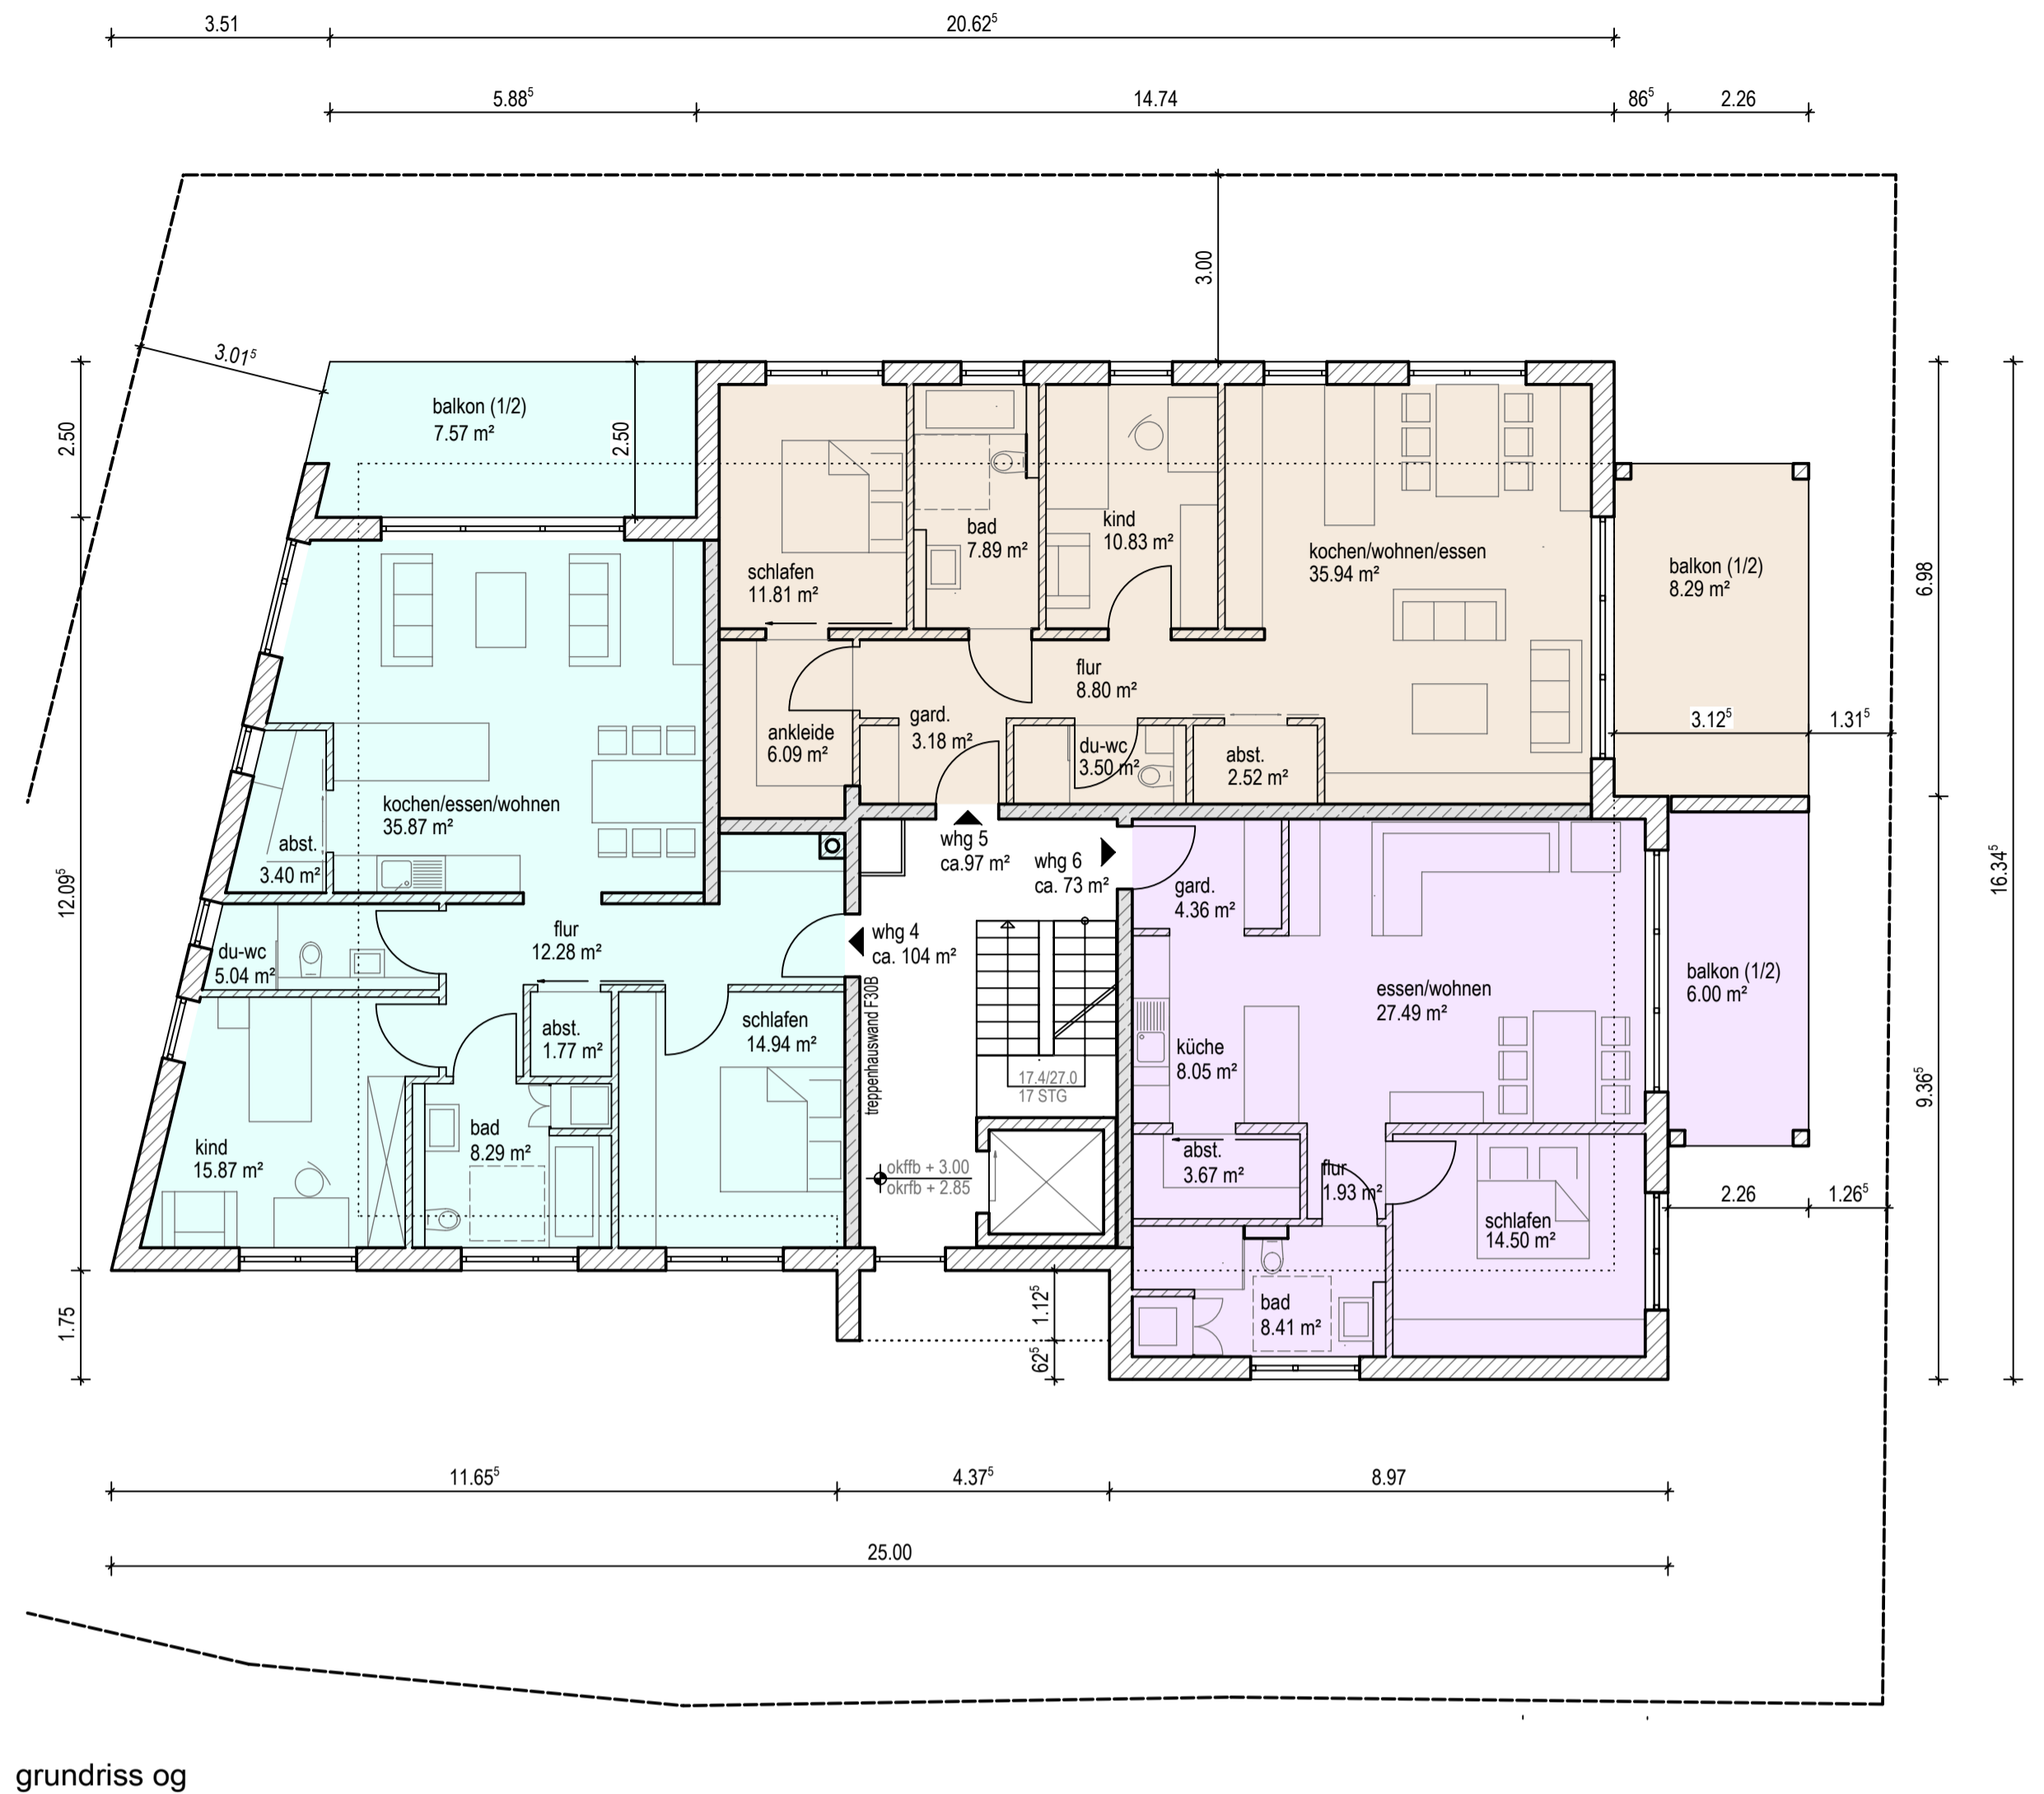 3.51
20.62⁵
5.88⁵
14.74
86⁵
2.26
3.00
3.01⁵
2.50
2.50
balkon (1/2)
7.57 m²
schlafen
11.81 m²
bad
7.89 m²
kind
10.83 m²
kochen/wohnen/essen
35.94 m²
balkon (1/2)
8.29 m²
6.98
flur
8.80 m²
ankleide
6.09 m²
gard.
3.18 m²
du-wc
3.50 m²
abst.
2.52 m²
3.12⁵
1.31⁵
kochen/essen/wohnen
35.87 m²
abst.
3.40 m²
12.09⁵
16.34⁵
whg 5
ca.97 m²
whg 6
ca. 73 m²
gard.
4.36 m²
flur
12.28 m²
whg 4
ca. 104 m²
du-wc
5.04 m²
treppenhauswand F30B
essen/wohnen
27.49 m²
balkon (1/2)
6.00 m²
abst.
1.77 m²
schlafen
14.94 m²
küche
8.05 m²
17.4/27.0
17 STG
9.36⁵
kind
15.87 m²
bad
8.29 m²
okffb + 3.00
okrfb + 2.85
abst.
3.67 m²
flur
1.93 m²
schlafen
14.50 m²
2.26
1.26⁵
1.75
1.12⁵
62⁵
bad
8.41 m²
11.65⁵
4.37⁵
8.97
25.00
grundriss og